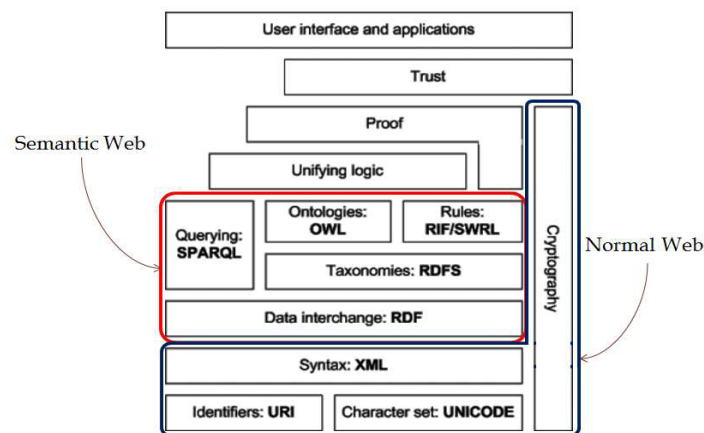 User interface and applications
Trust
Proof
Semantic Web
Unifying logic
Querying:
SPARQL
Ontologies:
OWL
Rules:
RIF/SWRL
Cryptography
Normal Web
Taxonomies: RDFS
Data interchange: RDF
Syntax: XML
Identifiers: URI
Character set: UNICODE